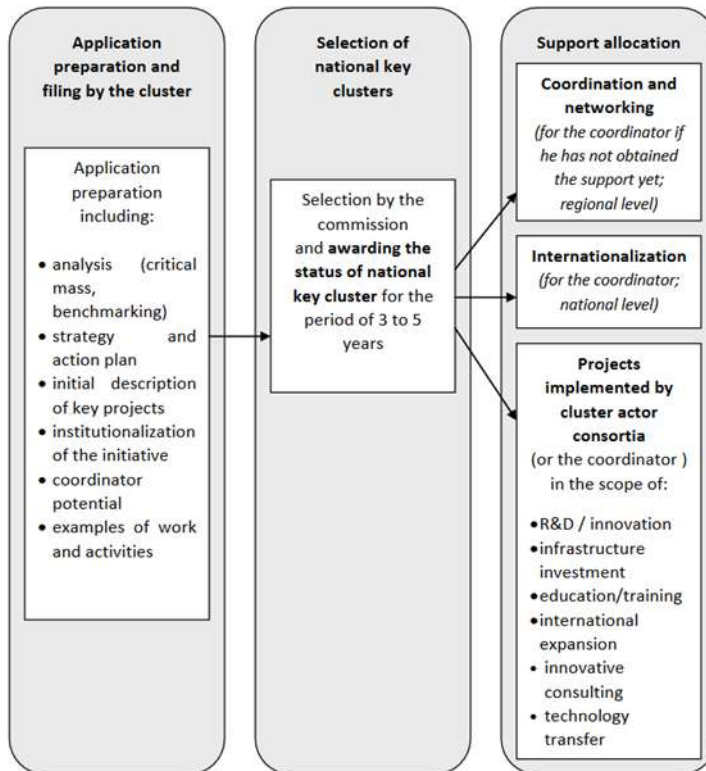 Application
preparation and
filing by the cluster
Application
preparation
including:
• analysis (critical
mass,
benchmarking)
• strategy and
action plan
• initial description
of key projects
• institutionalization
of the initiative
• coordinator
potential
• examples of work
and activities
Selection of
national key
clusters
Selection by the
commission
and awarding the
status of national
key cluster for the
period of 3 to 5
years
Support allocation
Coordination and
networking
(for the coordinator if
he has not obtained
the support yet;
regional level)
Internationalization
(for the coordinator;
national level)
Projects
implemented by
cluster actor
consortia
(or the coordinator )
in the scope of:
•R&D / innovation
•infrastructure
investment
•education/training
•international
expansion
• innovative
consulting
• technology
transfer